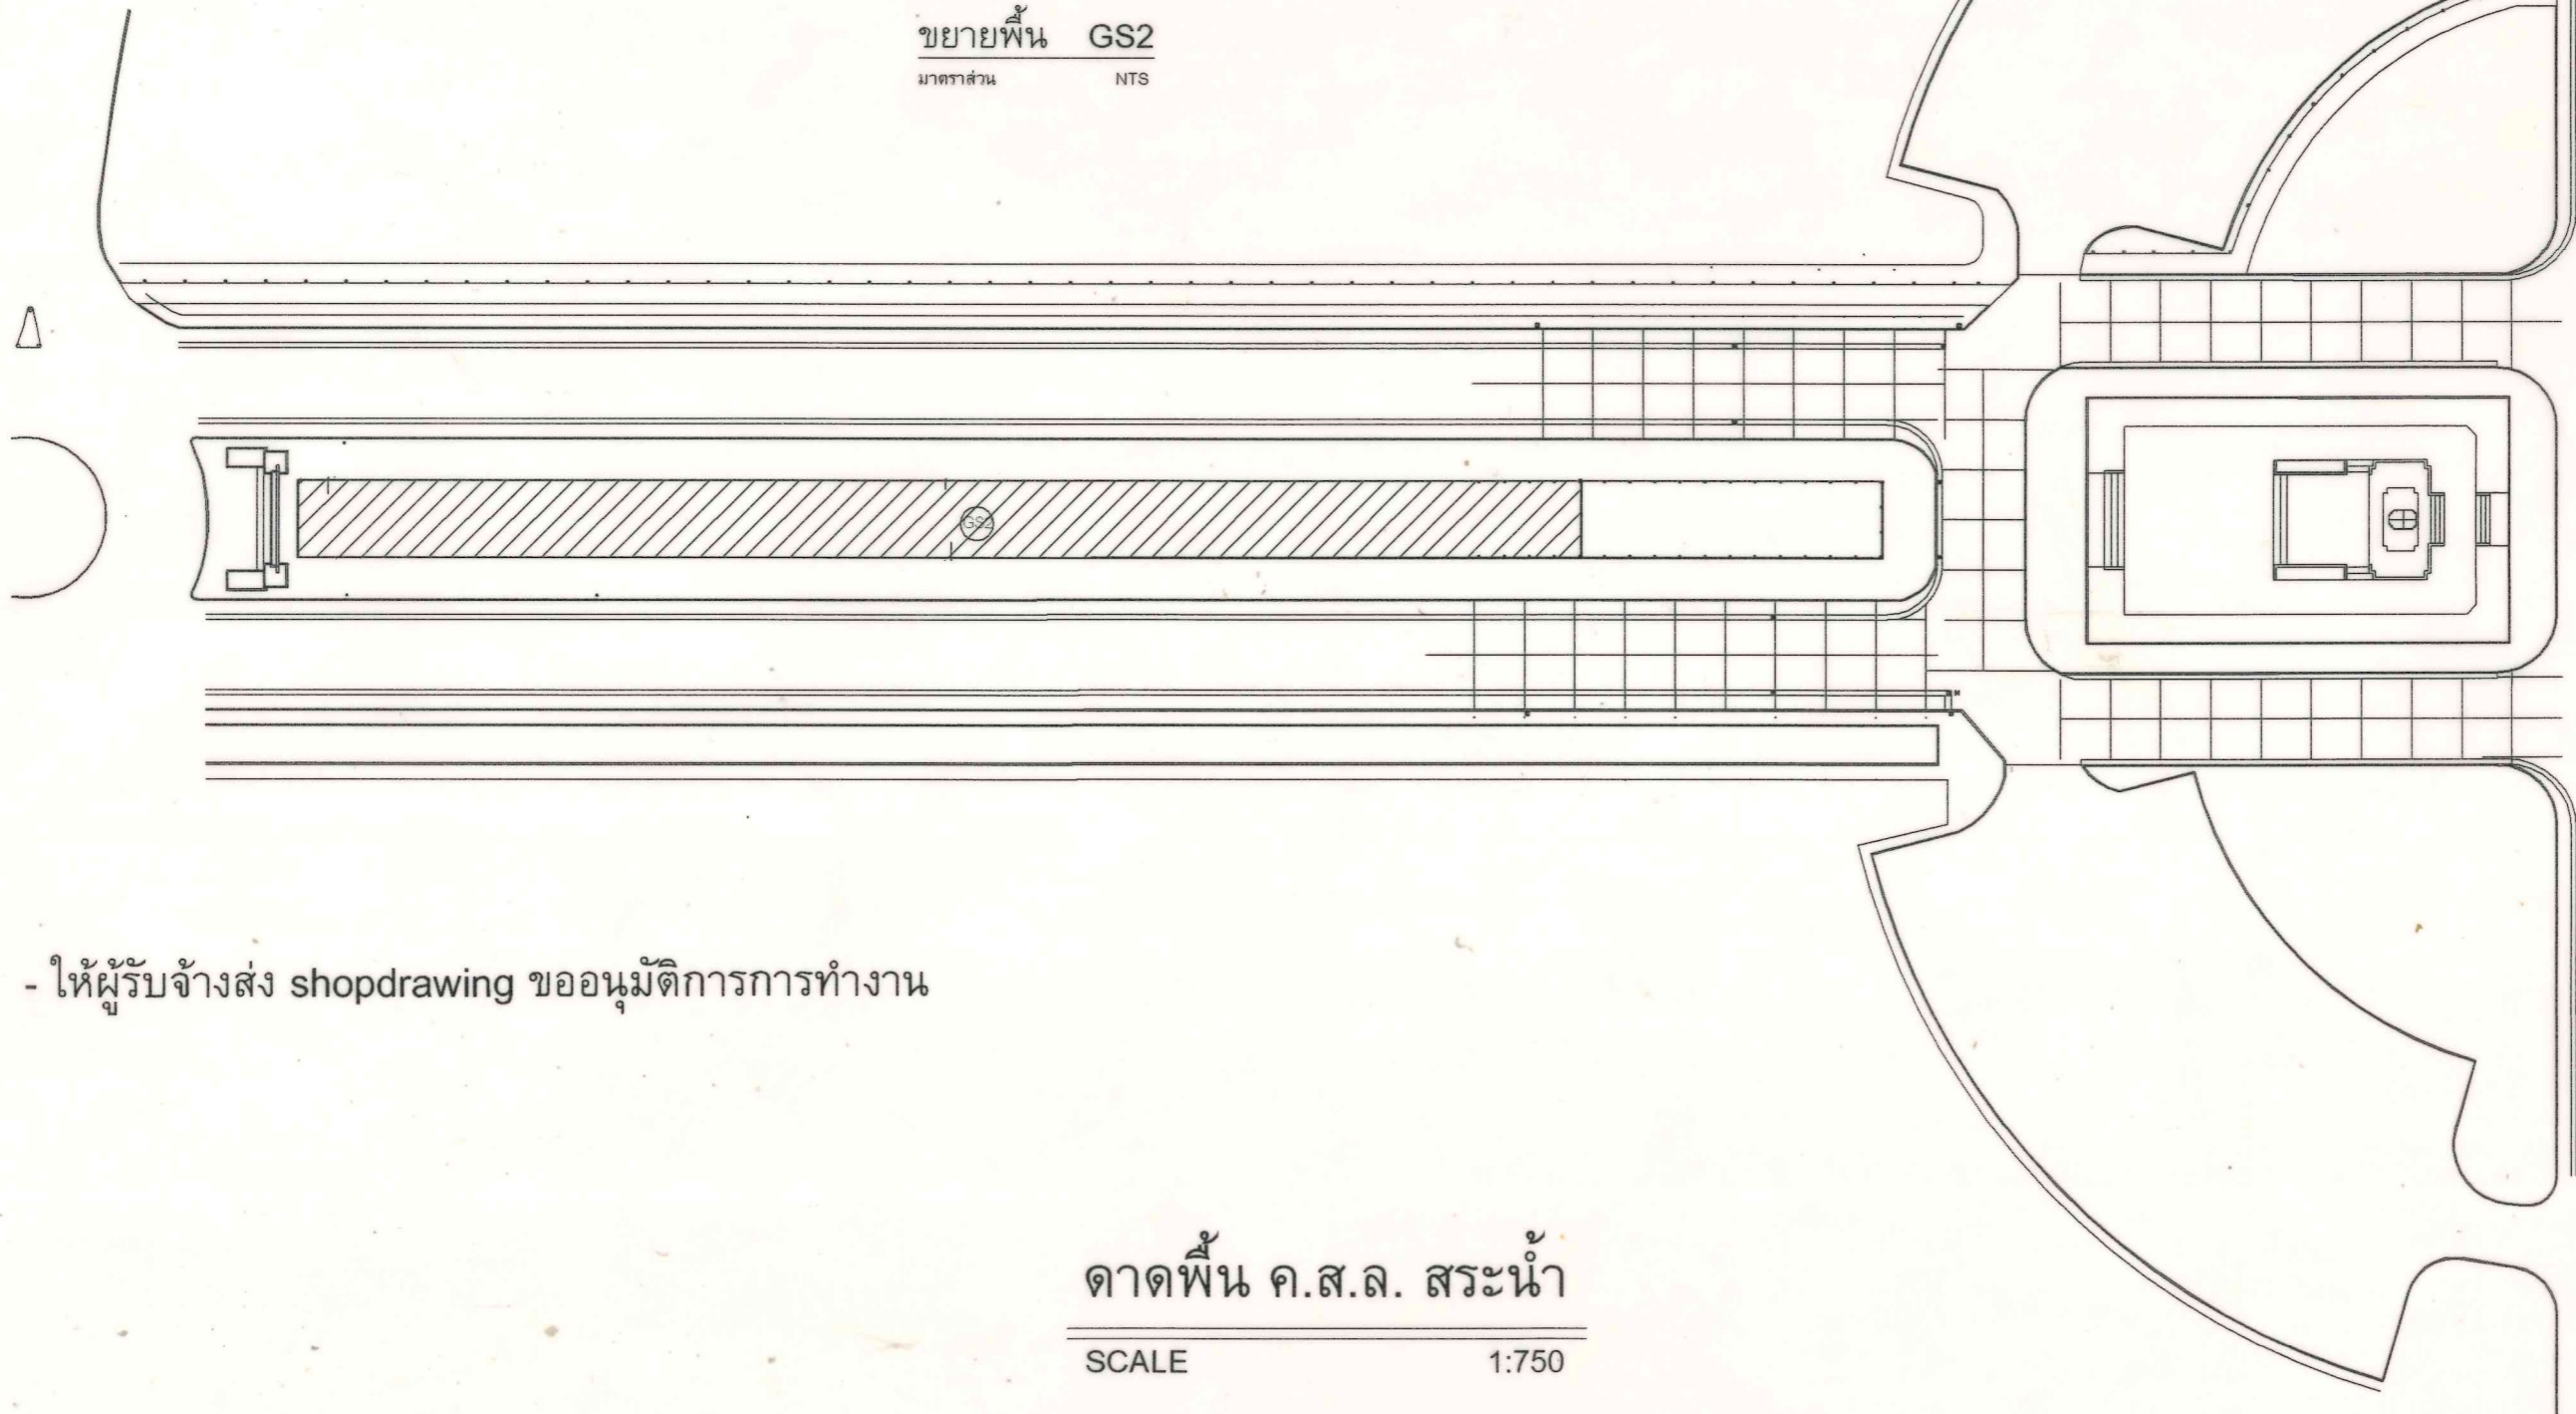 ขยายพื้น GS2
มาตราส่วน NTS
GS2
- ให้ผู้รับจ้างส่ง shopdrawing ขออนุมัติการการทำงาน
ดาดพื้น ค.ส.ล. สระน้ำ
SCALE 1:750